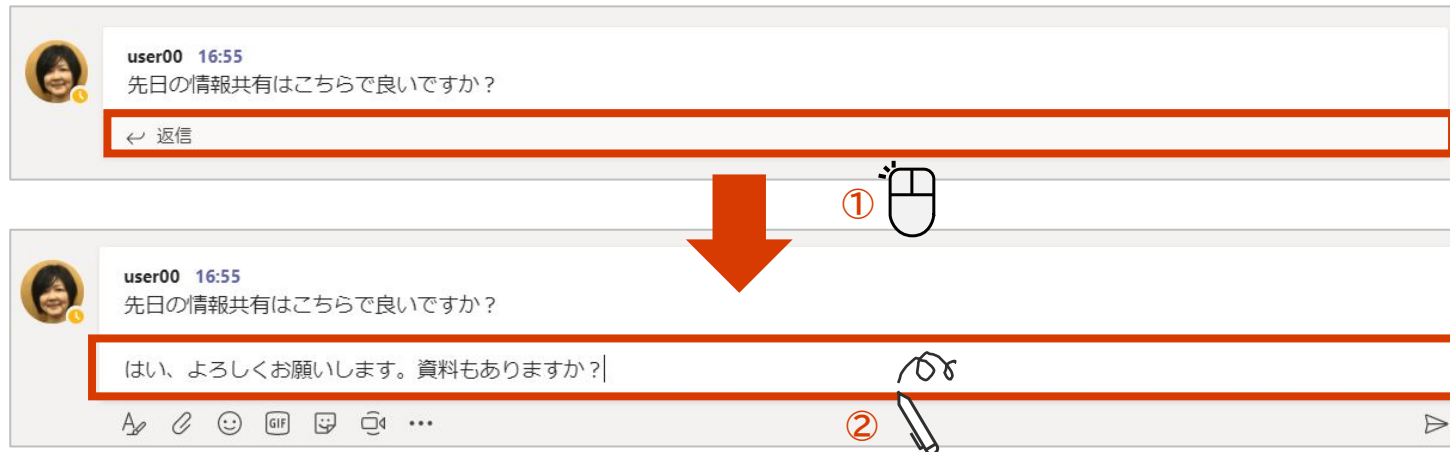 user00 16:55
先日の情報共有はこちらで良いですか？
返信
①
user00 16:55
先日の情報共有はこちらで良いですか？
はい、よろしくお願いします。資料もありますか？
GIF
②